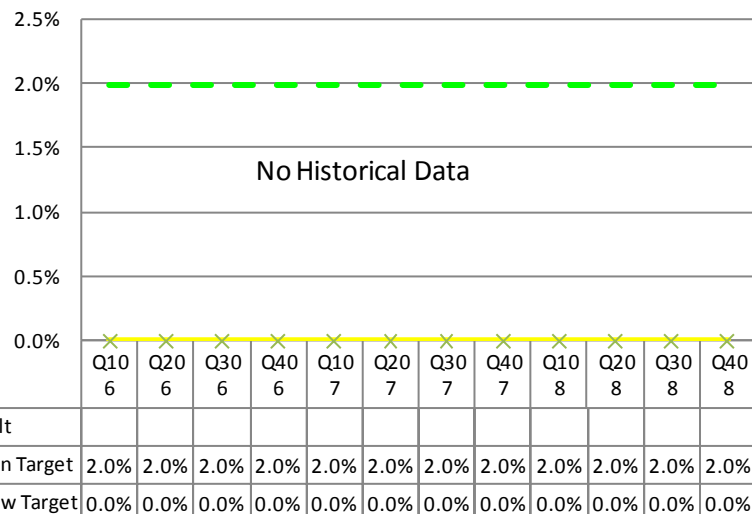 2.5%
2.0%
1.5%
No Historical Data
1.0%
0.5%
0.0%
Q10 Q20 Q30 Q40 Q10 Q20 Q30 Q40 Q10 Q20 Q30 Q40
6 6 6 6 7 7 7 7 8 8 8 8
lt
n Target 2.0% 2.0% 2.0% 2.0% 2.0% 2.0% 2.0% 2.0% 2.0% 2.0% 2.0% 2.0%
w Target 0.0% 0.0% 0.0% 0.0% 0.0% 0.0% 0.0% 0.0% 0.0% 0.0% 0.0% 0.0%